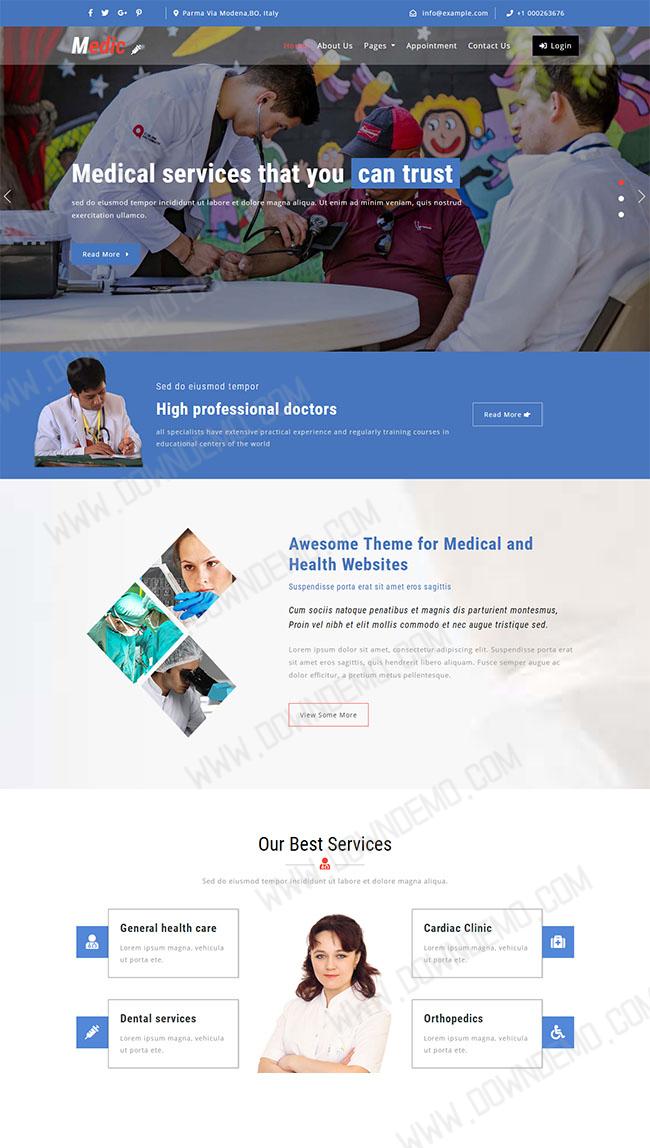 Parma Via Modena,BO, Italy
info@example.com
+1 000263676
Medic
Home
About Us
Pages
Appointment
Contact Us
Login
Medical services that you can trust
sed do eiusmod tempor incididunt ut labore et dolore magna aliqua. Ut enim ad minim veniam, quis nostrud
exercitation ullamco.
Read More
Sed do eiusmod tempor
High professional doctors
all specialists have extensive practical experience and regularly training courses in
educational centers of the world
Read More
Awesome Theme for Medical and
Health Websites
Suspendisse porta erat sit amet eros sagittis
Cum sociis natoque penatibus et magnis dis parturient montesmus,
Proin vel nibh et elit mollis commodo et nec augue tristique sed.
Lorem ipsum dolor sit amet, consectetur adipiscing elit. Suspendisse porta erat
sit amet eros sagittis, quis hendrerit libero aliquam. Fusce semper augue ac
dolor efficitur, a pretium metus pellentesque.
View Some More
Our Best Services
Sed do eiusmod tempor incididunt ut labore et dolore magna aliqua.
General health care
Lorem ipsum magna, vehicula
ut porta ete.
Cardiac Clinic
Lorem ipsum magna, vehicula
ut porta ete.
Dental services
Lorem ipsum magna, vehicula
ut porta ete.
Orthopedics
Lorem ipsum magna, vehicula
ut porta ete.
WWW.DOWNDEMO.COM